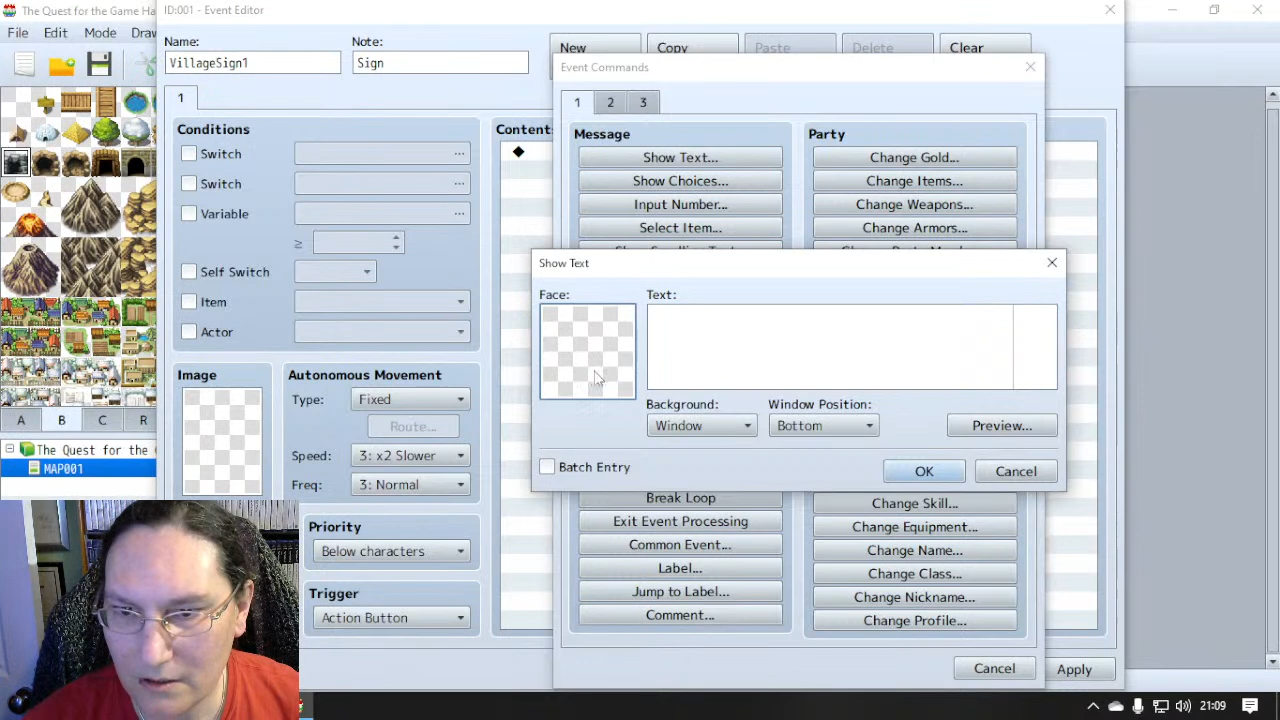 The Quest for the Game Ha
ID:001 - Event Editor
File
Edit
Mode
Draw
Name:
Note:
VillageSign1
Sign
New
Copy
Paste
Delete
Clear
Event Commands
1
1
2
3
Conditions
Content
Message
Party
Switch
...
Switch
...
Variable
...
≥
Self Switch
Item
Actor
Show Text...
Show Choices...
Input Number...
Select Item...
Change Gold...
Change Items...
Change Weapons...
Change Armors...
Show Text
Face:
Text:
Background:
Window Position:
Window
Bottom
Preview...
Batch Entry
OK
Cancel
Image
Autonomous Movement
Type:
Fixed
Route...
Speed:
3: x2 Slower
Freq:
3: Normal
A
B
C
The Quest for the
MAP001
Priority
Below characters
Trigger
Action Button
Break Loop
Exit Event Processing
Common Event...
Label...
Jump to Label...
Comment...
Change Skill...
Change Equipment...
Change Name...
Change Class...
Change Nickname...
Change Profile...
Cancel
Apply
21:09